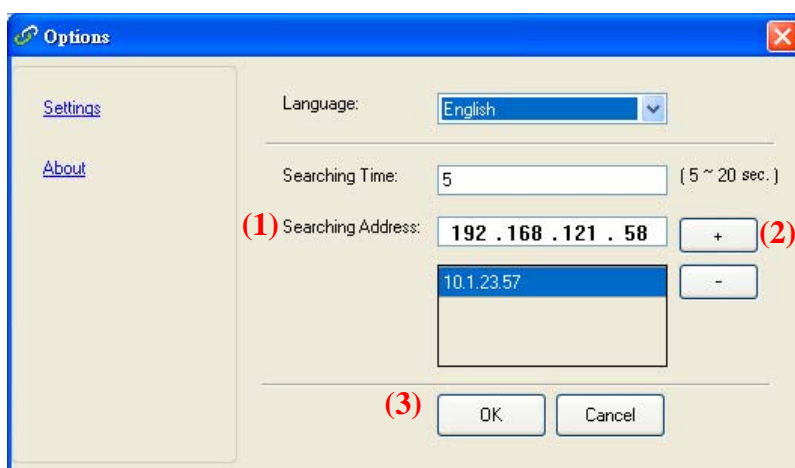 Options
Settings
About
Language: English
Searching Time: 5 ( 5 ~ 20 sec. )
(1) Searching Address: 192 . 168 . 121 . 58 + (2)
10.1.23.57 -
(3) OK Cancel